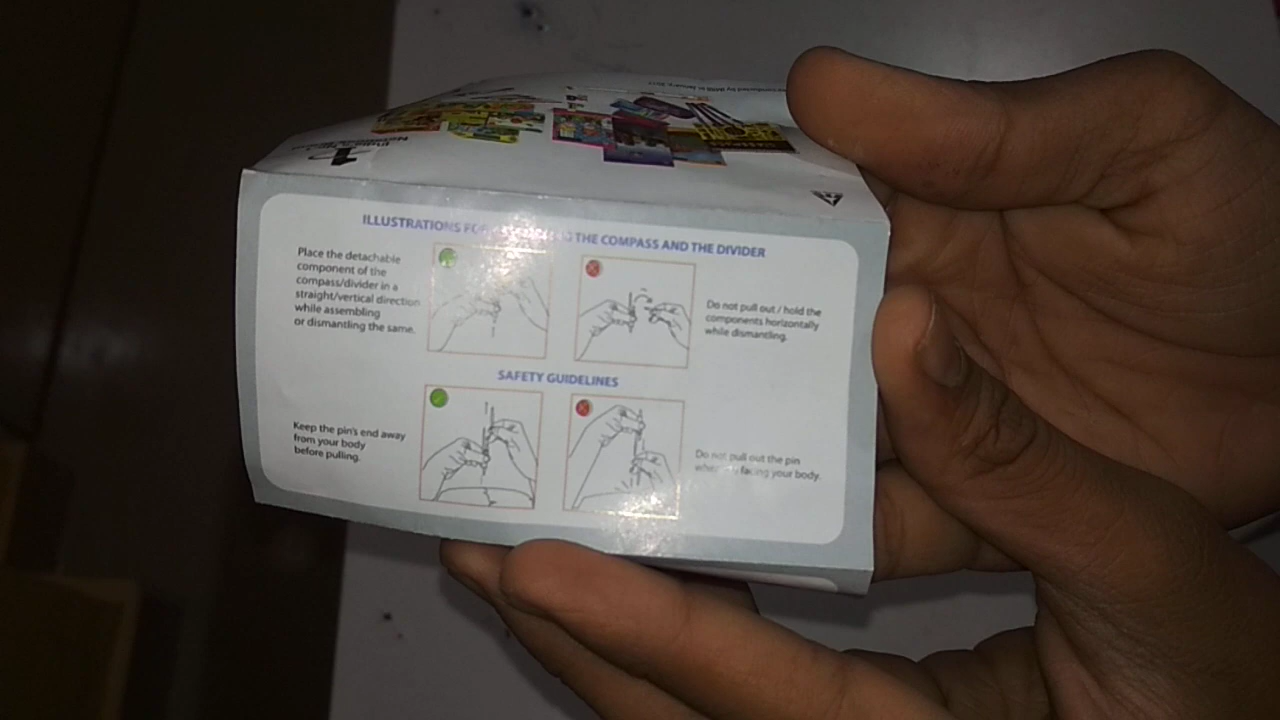 ILLUSTRATIONS FOR THE COMPASS AND THE DIVIDER
Place the detachable
component of the
compass/divider in a
straight/vertical direction
while assembling
or dismantling the same.
Do not pull out / hold the
components horizontally
while dismantling.
SAFETY GUIDELINES
Keep the pin's end away
from your body
before pulling.
Do not pull out the pin
facing your body.